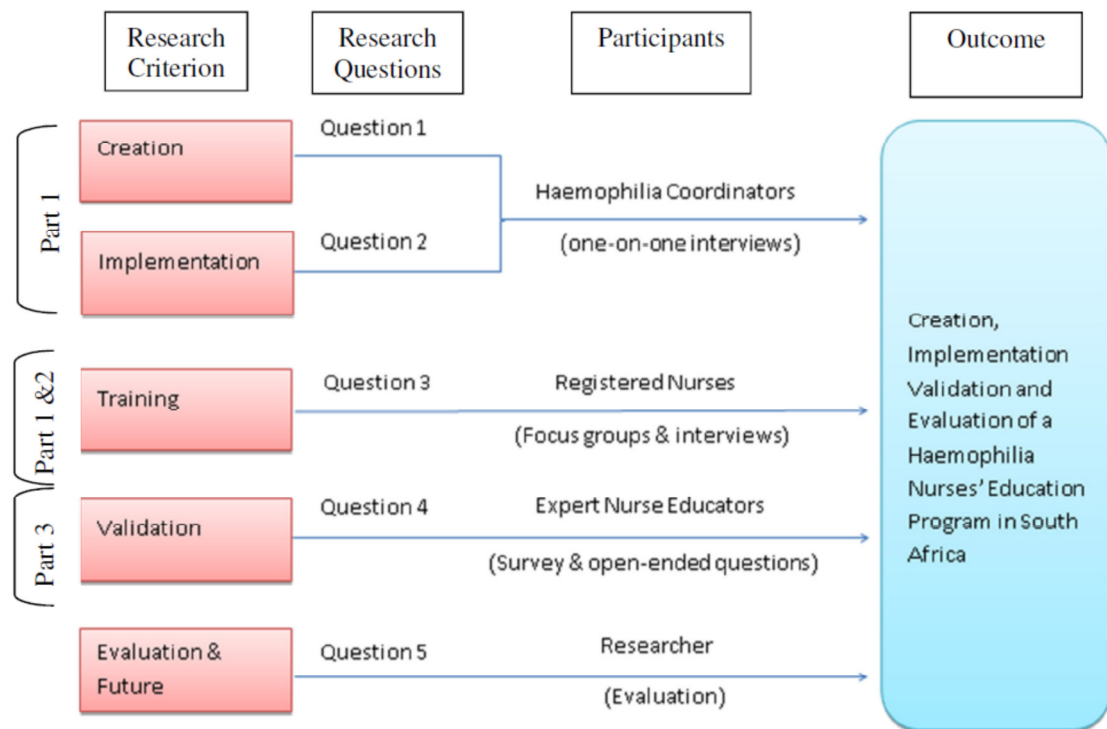 Research
Criterion
Research
Questions
Participants
Outcome
Part 1
Creation
Question 1
Implementation
Question 2
Haemophilia Coordinators
(one-on-one interviews)
Part 1 &2
Training
Question 3
Registered Nurses
(Focus groups & interviews)
Part 3
Validation
Question 4
Expert Nurse Educators
(Survey & open-ended questions)
Evaluation &
Future
Question 5
Researcher
(Evaluation)
Creation,
Implementation
Validation and
Evaluation of a
Haemophilia
Nurses’ Education
Program in South
Africa